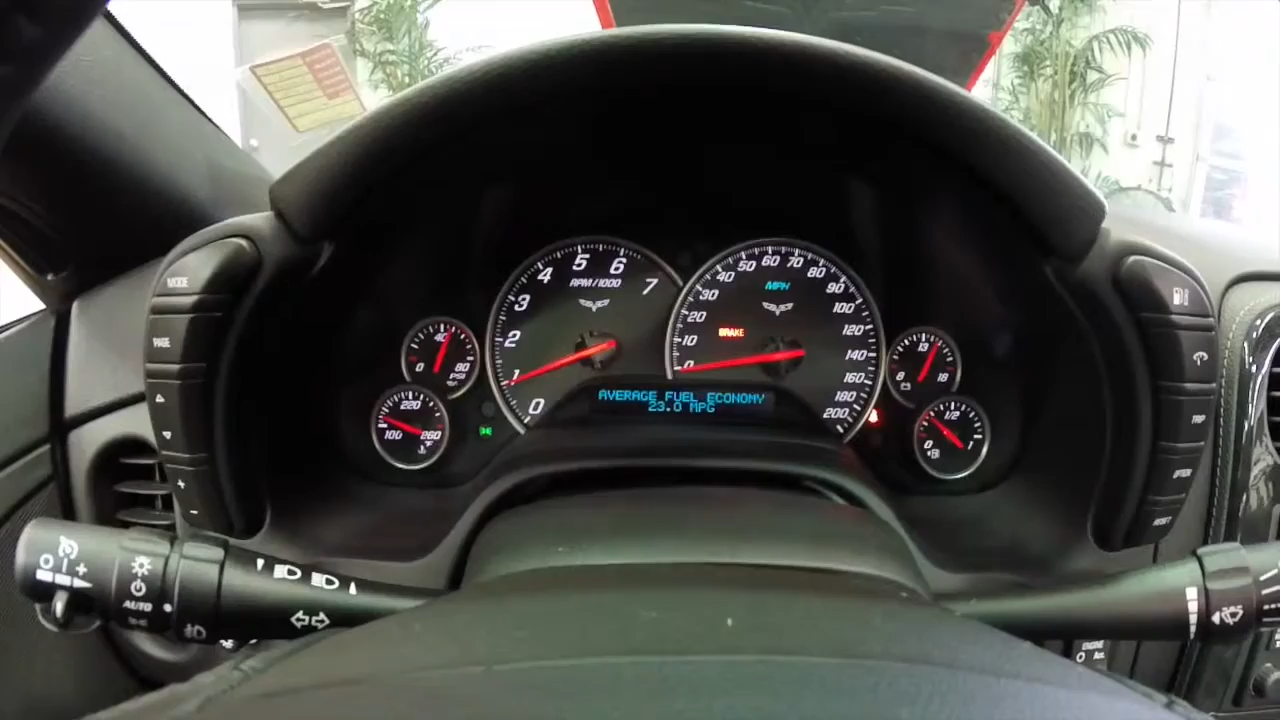 MODE
PAGE
+
-
0 40 80
PSI
100 220 260
°F
0 1 2 3 4 5 6 7
RPM/1000
0 10 20 30 40 50 60 70 80 90 100 120 140 160 180 200
MPH
BRAKE
AVERAGE FUEL ECONOMY
23.0 MPG
8 13 18
0 1/2 1
TRIP
OPTION
RESET
O I +
AUTO
ENGINE
Acc.